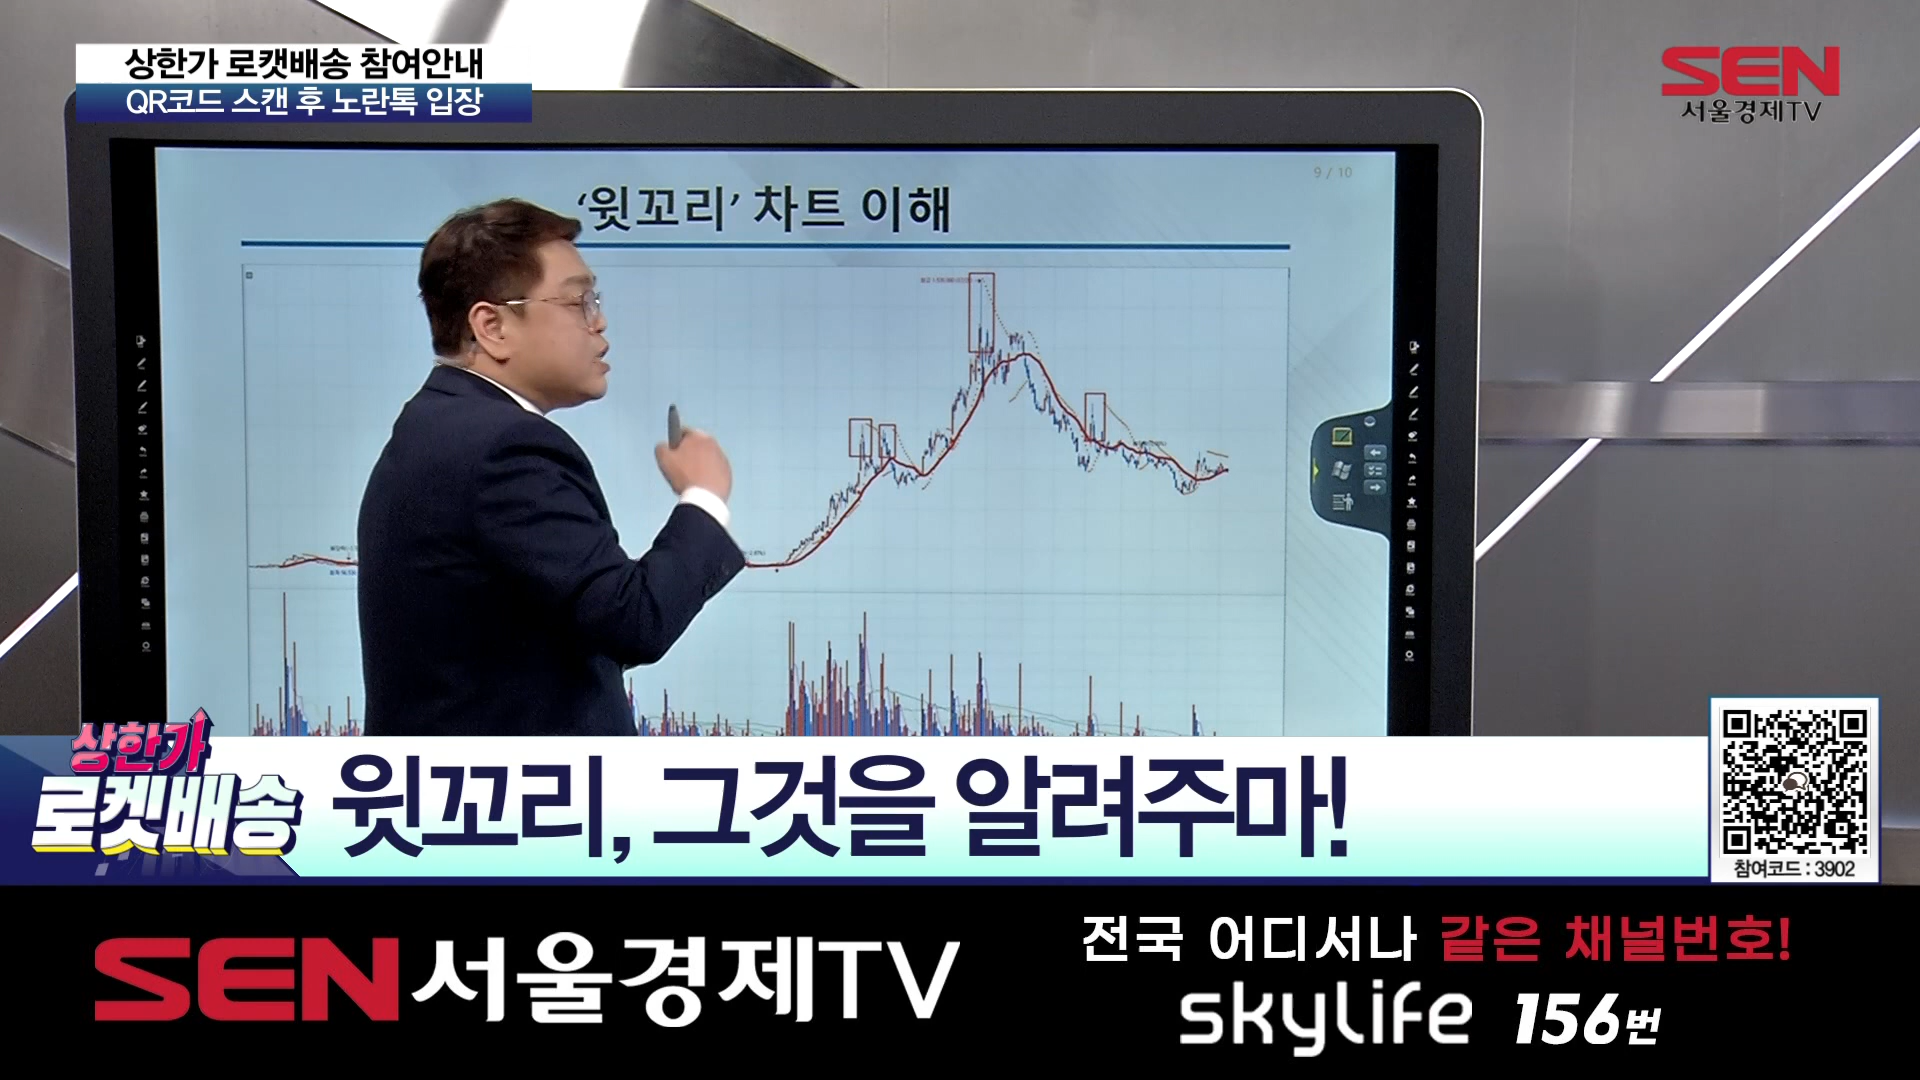 상한가 로캣배송 참여안내
QR코드 스캔 후 노란톡 입장
SEN
서울경제TV
9 / 10
‘윗꼬리’ 차트 이해
상한가
로켓배송
윗꼬리, 그것을 알려주마!
참여코드 : 3902
SEN 서울경제TV
전국 어디서나 같은 채널번호!
skylife 156번